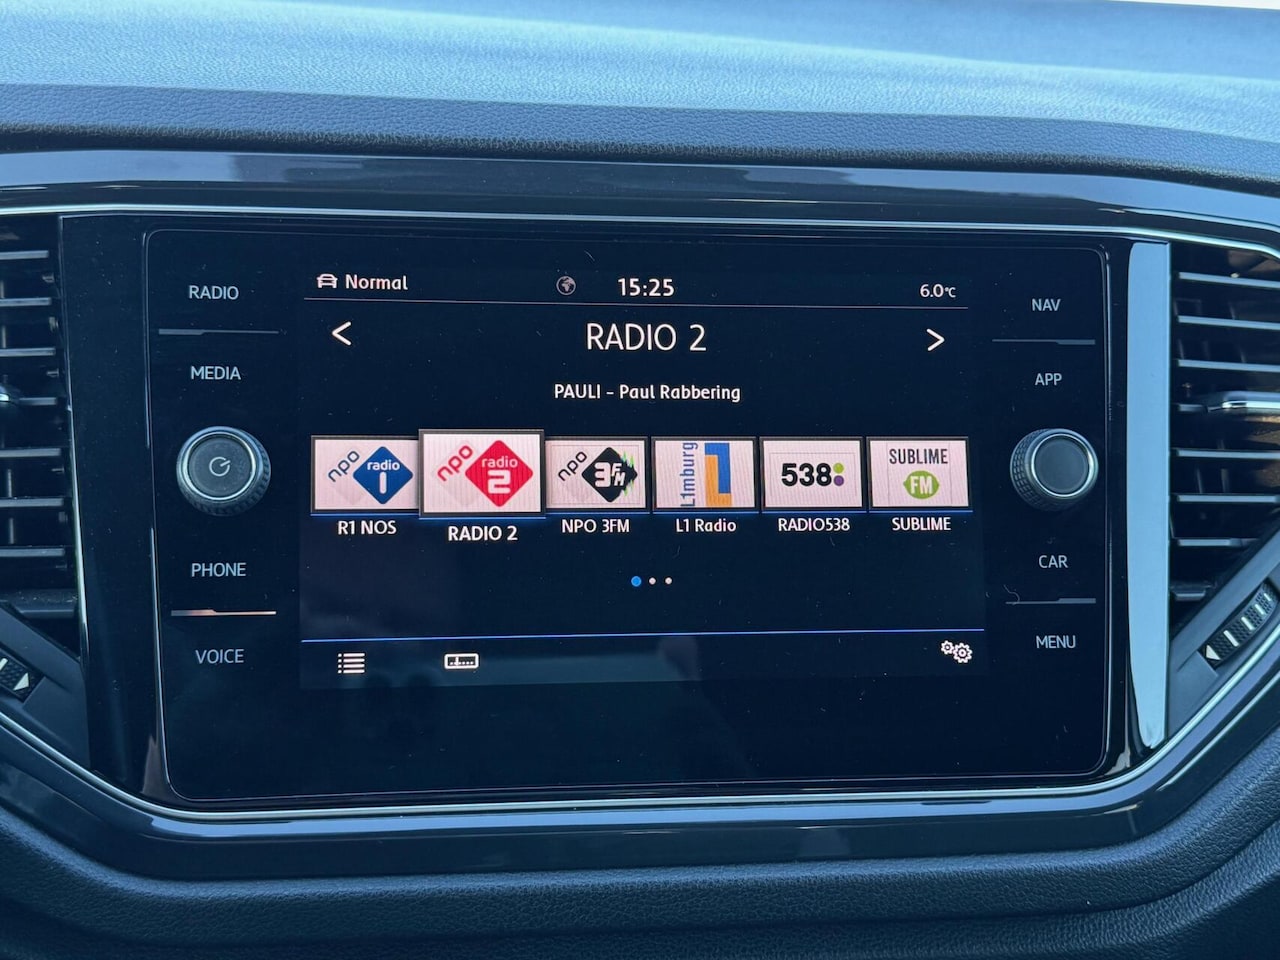 Normal
15:25
6.0°C
< RADIO 2 >
PAULI - Paul Rabbering
npo radio 1
npo radio 2
npo 3FM
L1mburg 1
538
SUBLIME FM
R1 NOS
RADIO 2
NPO 3FM
L1 Radio
RADIO538
SUBLIME
RADIO
MEDIA
PHONE
VOICE
NAV
APP
CAR
MENU